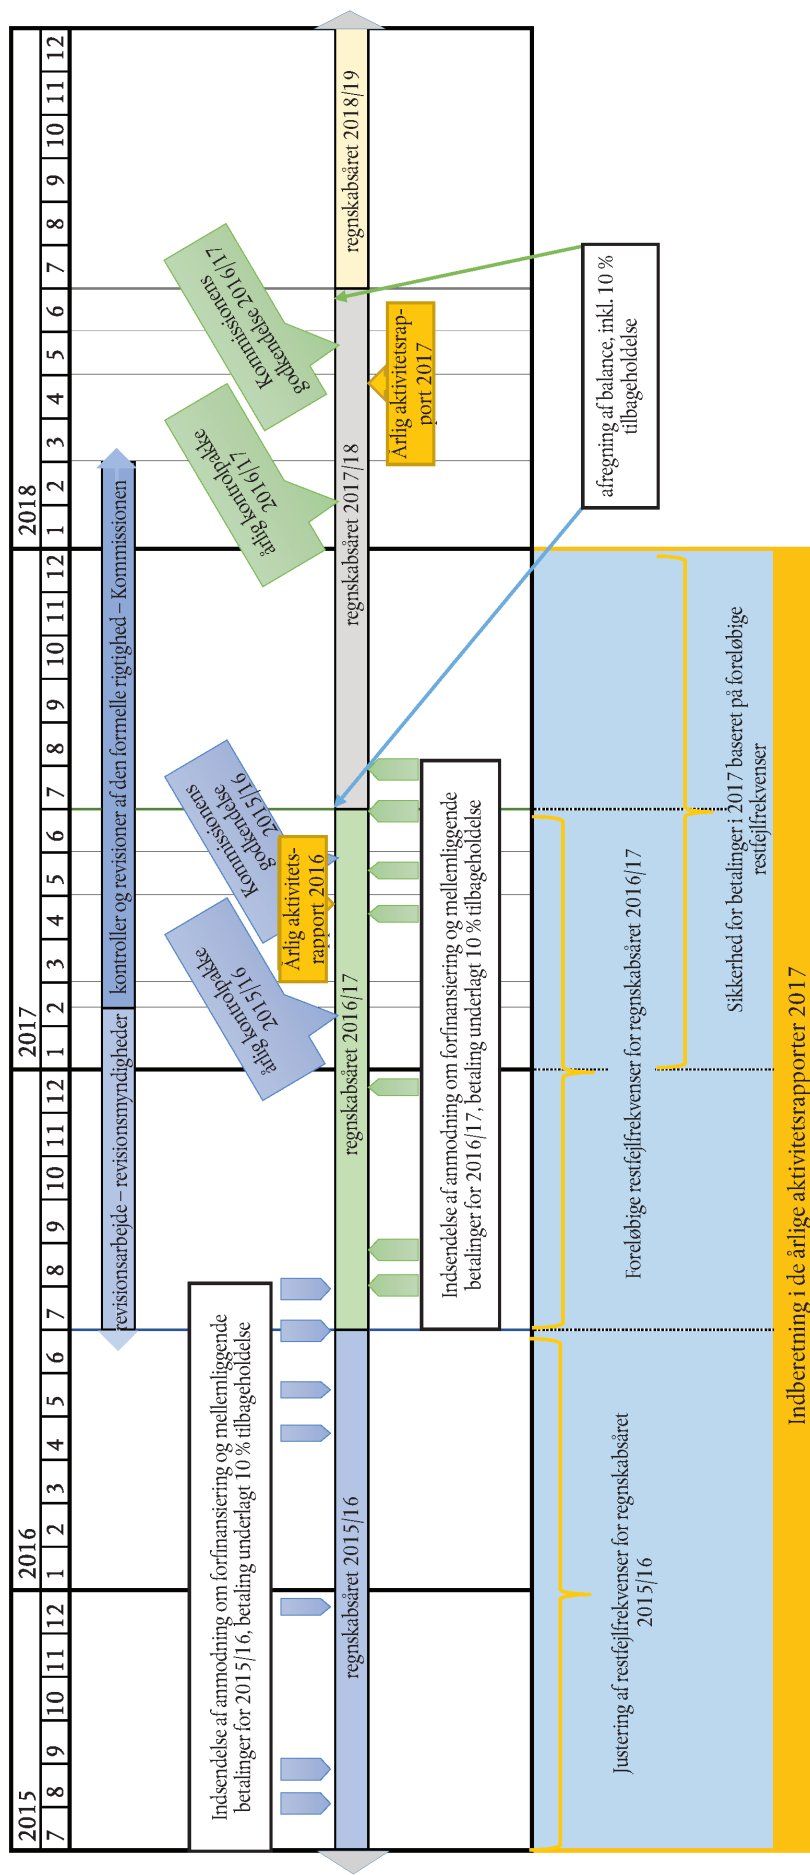 2015
2016
2017
2018
7 8 9 10 11 12 1 2 3 4 5 6 7 8 9 10 11 12 1 2 3 4 5 6 7 8 9 10 11 12 1 2 3 4 5 6 7 8 9 10 11 12
revisionsarbejde – revisionsmyndigheder
kontroller og revisioner af den formelle rigtighed – Kommissionen
Indsendelse af anmodning om forfinansiering og mellemliggende
betalinger for 2015/16, betaling underlagt 10 % tilbageholdelse
årlig kontrolpakke
2015/16
Kommissionens
godkendelse
2015/16
Årlig aktivitets-
rapport 2016
årlig kontrolpakke
2016/17
Kommissionens
godkendelse 2016/17
regnskabsåret 2015/16
regnskabsåret 2016/17
regnskabsåret 2017/18
regnskabsåret 2018/19
Årlig aktivitetsrap-
port 2017
Indsendelse af anmodning om forfinansiering og mellemliggende
betalinger for 2016/17, betaling underlagt 10 % tilbageholdelse
afregning af balance, inkl. 10 %
tilbageholdelse
Justering af restfejlfrekvenser for regnskabsåret
2015/16
Foreløbige restfejlfrekvenser for regnskabsåret 2016/17
Sikkerhed for betalinger i 2017 baseret på foreløbige
restfejlfrekvenser
Indberetning i de årlige aktivitetsrapporter 2017